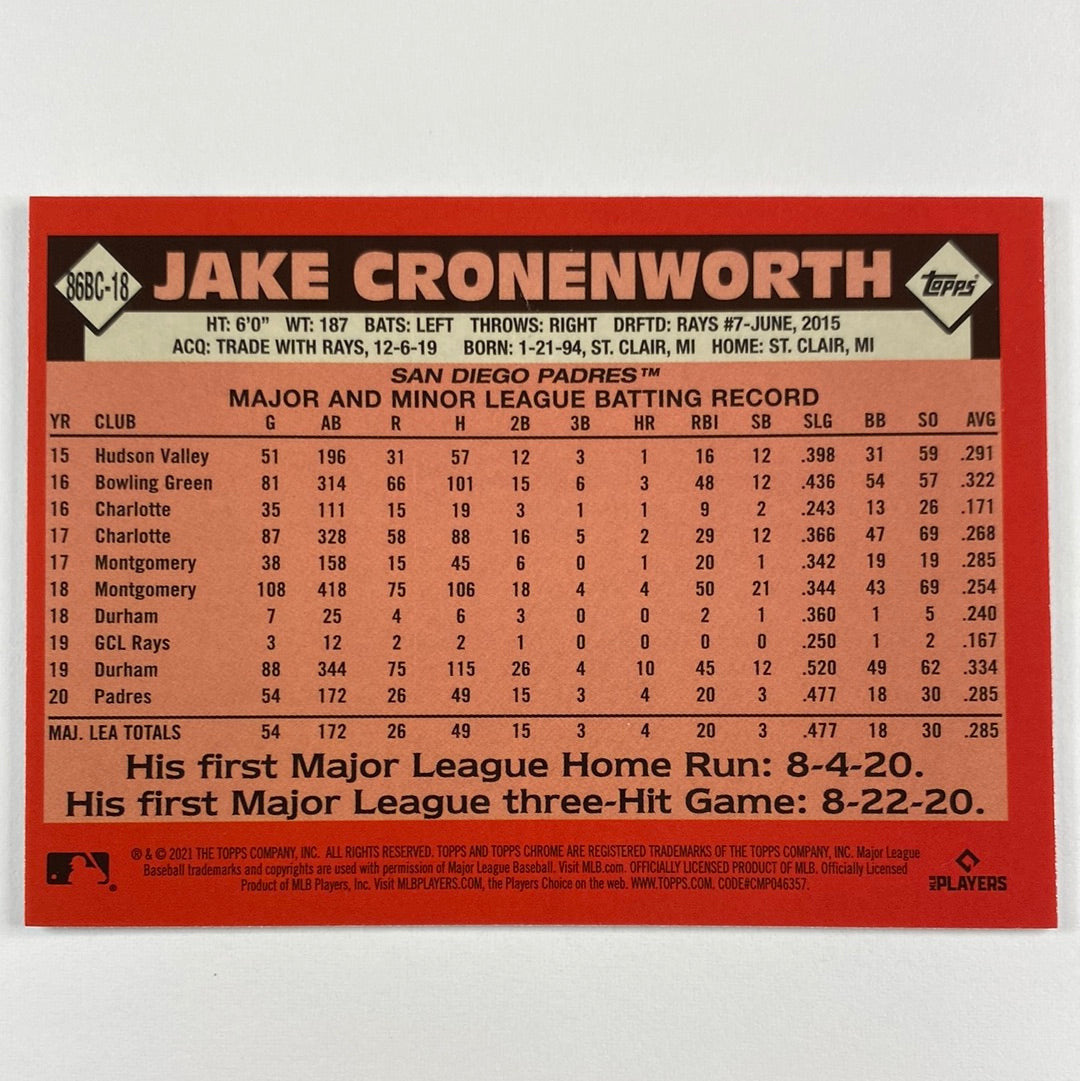 86BC-18 JAKE CRONENWORTH Topps®
HT: 6'0" WT: 187 BATS: LEFT THROWS: RIGHT DRFTD: RAYS #7-JUNE, 2015
ACQ: TRADE WITH RAYS, 12-6-19 BORN: 1-21-94, ST. CLAIR, MI HOME: ST. CLAIR, MI
SAN DIEGO PADRES™
MAJOR AND MINOR LEAGUE BATTING RECORD
YR CLUB G AB R H 2B 3B HR RBI SB SLG BB SO AVG
15 Hudson Valley 51 196 31 57 12 3 1 16 12 .398 31 59 .291
16 Bowling Green 81 314 66 101 15 6 3 48 12 .436 54 57 .322
16 Charlotte 35 111 15 19 3 1 1 9 2 .243 13 26 .171
17 Charlotte 87 328 58 88 16 5 2 29 12 .366 47 69 .268
17 Montgomery 38 158 15 45 6 0 1 20 1 .342 19 19 .285
18 Montgomery 108 418 75 106 18 4 4 50 21 .344 43 69 .254
18 Durham 7 25 4 6 3 0 0 2 1 .360 1 5 .240
19 GCL Rays 3 12 2 2 1 0 0 0 0 .250 1 2 .167
19 Durham 88 344 75 115 26 4 10 45 12 .520 49 62 .334
20 Padres 54 172 26 49 15 3 4 20 3 .477 18 30 .285
MAJ. LEA TOTALS 54 172 26 49 15 3 4 20 3 .477 18 30 .285
His first Major League Home Run: 8-4-20.
His first Major League three-Hit Game: 8-22-20.
® & © 2021 THE TOPPS COMPANY, INC. ALL RIGHTS RESERVED. TOPPS AND TOPPS CHROME ARE REGISTERED TRADEMARKS OF THE TOPPS COMPANY, INC. Major League
Baseball trademarks and copyrights are used with permission of Major League Baseball. Visit MLB.com. OFFICIALLY LICENSED PRODUCT OF MLB. Officially Licensed
Product of MLB Players, Inc. Visit MLBPLAYERS.COM, the Players Choice on the web. WWW.TOPPS.COM. CODE#CMP046357.
MLB PLAYERS